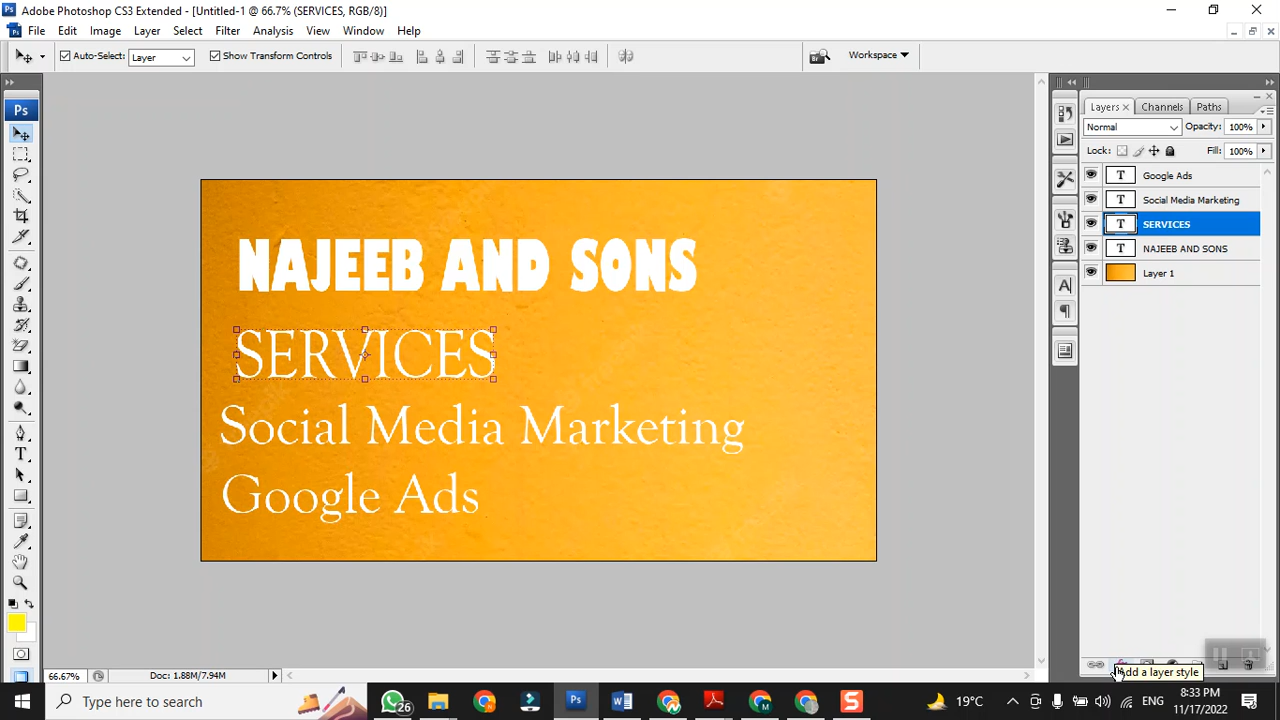 Adobe Photoshop CS3 Extended - [Untitled-1 @ 66.7% (SERVICES, RGB/8)]
File Edit Image Layer Select Filter Analysis View Window Help
Auto-Select: Layer Show Transform Controls Workspace
Ps
Layers Channels Paths
Normal Opacity: 100%
Lock: Fill: 100%
T Google Ads
T Social Media Marketing
T SERVICES
T NAJEEB AND SONS
Layer 1
NAJEEB AND SONS
SERVICES
Social Media Marketing
Google Ads
Add a layer style
66.67% Doc: 1.88M/7.94M
Type here to search
26
19°C
ENG
8:33 PM
11/17/2022